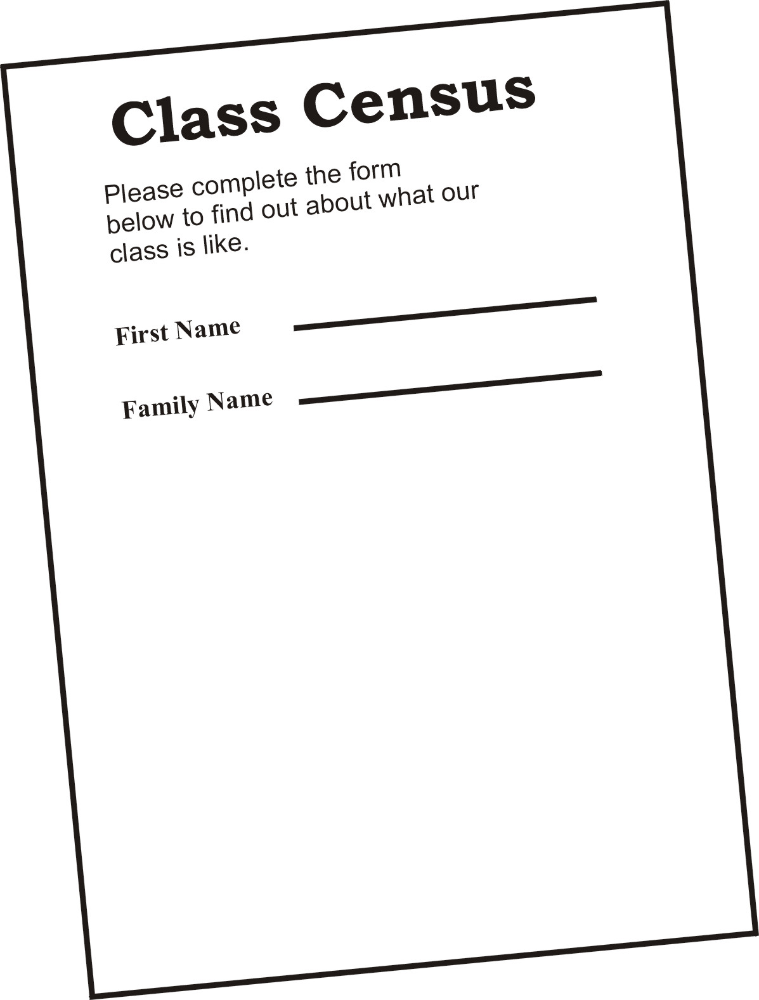 Class Census
Please complete the form
below to find out about what our
class is like.
First Name
Family Name